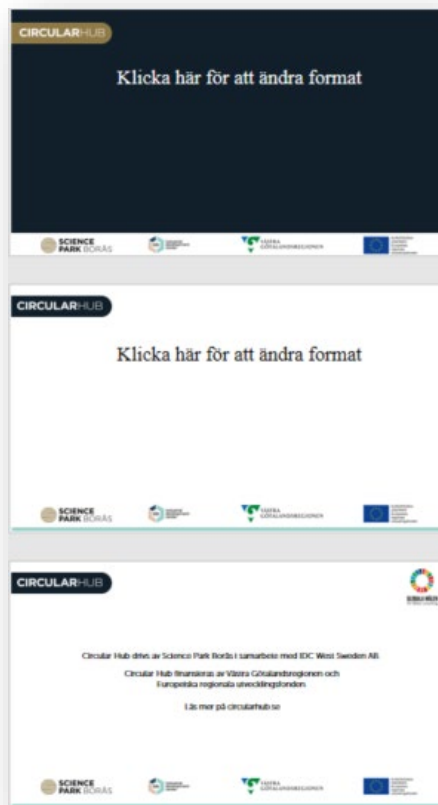 CIRCULARHUB
Klicka här för att ändra format
SCIENCE
PARK BORÅS
VÄSTRA
GÖTALANDSREGIONEN
CIRCULARHUB
Klicka här för att ändra format
SCIENCE
PARK BORÅS
VÄSTRA
GÖTALANDSREGIONEN
CIRCULARHUB
GLOBALA MÅLEN
Circular Hub drivs av Science Park Borås i samarbete med IDC West Sweden AB
Circular Hub finansieras av Västra Götalandsregionen och
Europeiska regionala utvecklingsfonden
Läs mer på circularhub.se
SCIENCE
PARK BORÅS
VÄSTRA
GÖTALANDSREGIONEN